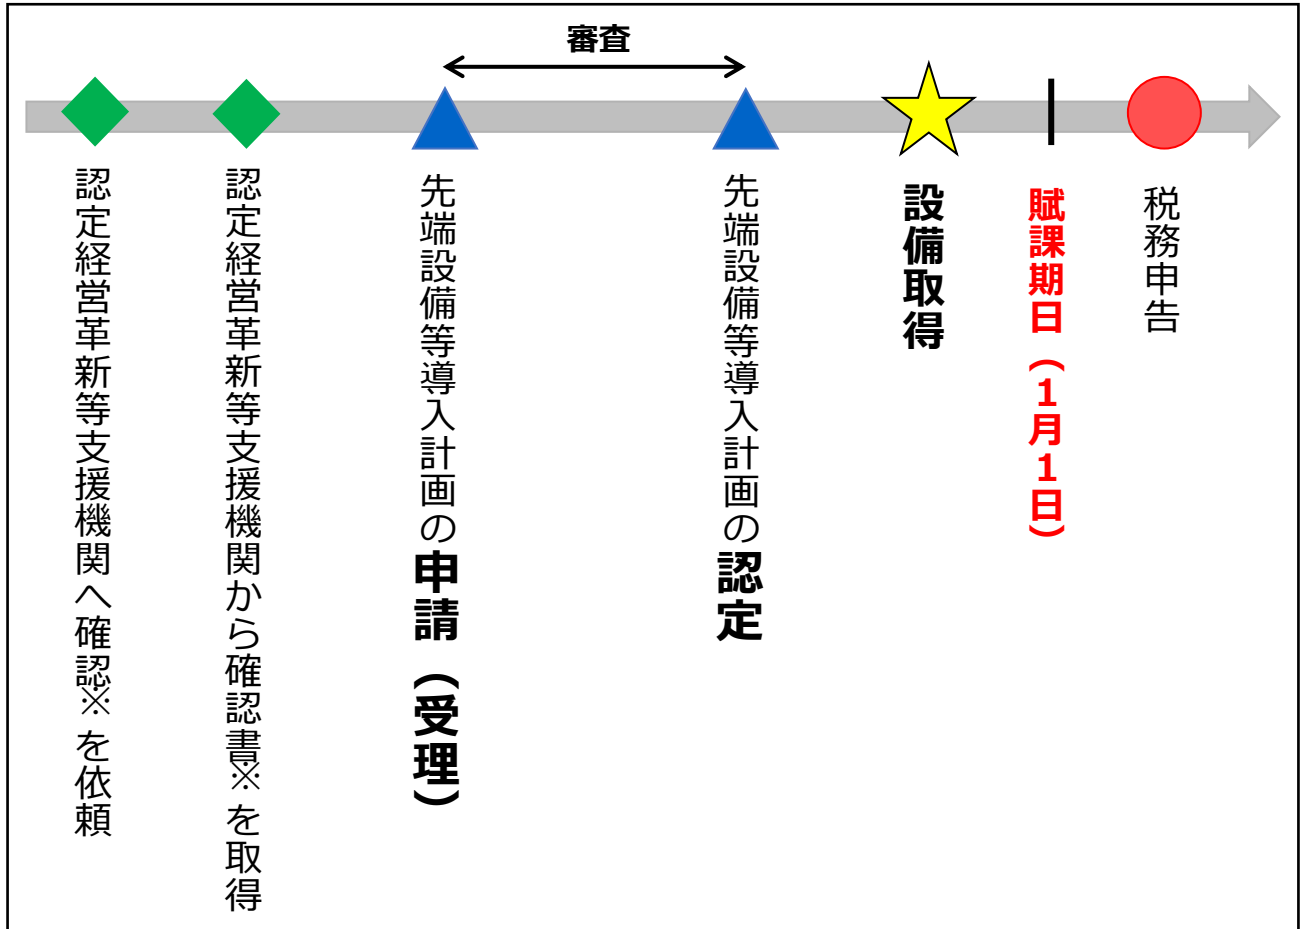 審査
認定経営革新等支援機関へ確認※を依頼
認定経営革新等支援機関から確認書※を取得
先端設備等導入計画の申請（受理）
先端設備等導入計画の認定
設備取得
賦課期日（１月１日）
税務申告